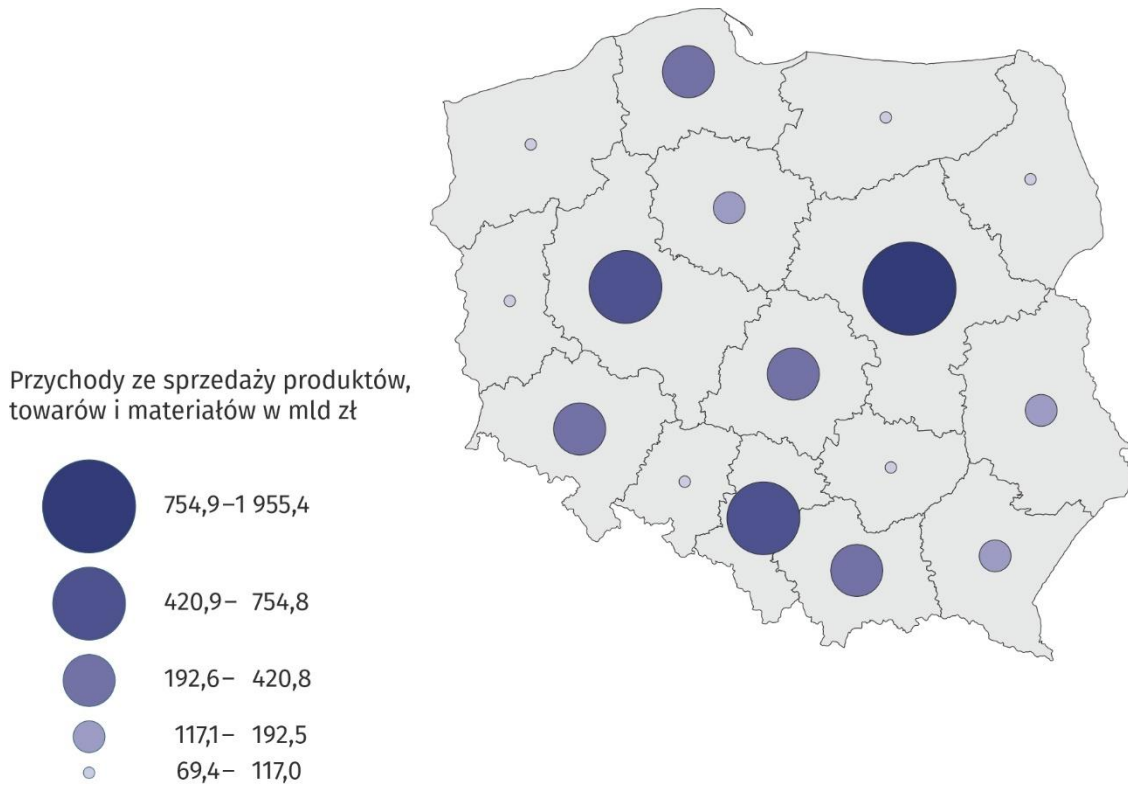 Przychody ze sprzedaży produktów,
towarów i materiałów w mld zł
754,9–1 955,4
420,9– 754,8
192,6– 420,8
117,1– 192,5
69,4– 117,0